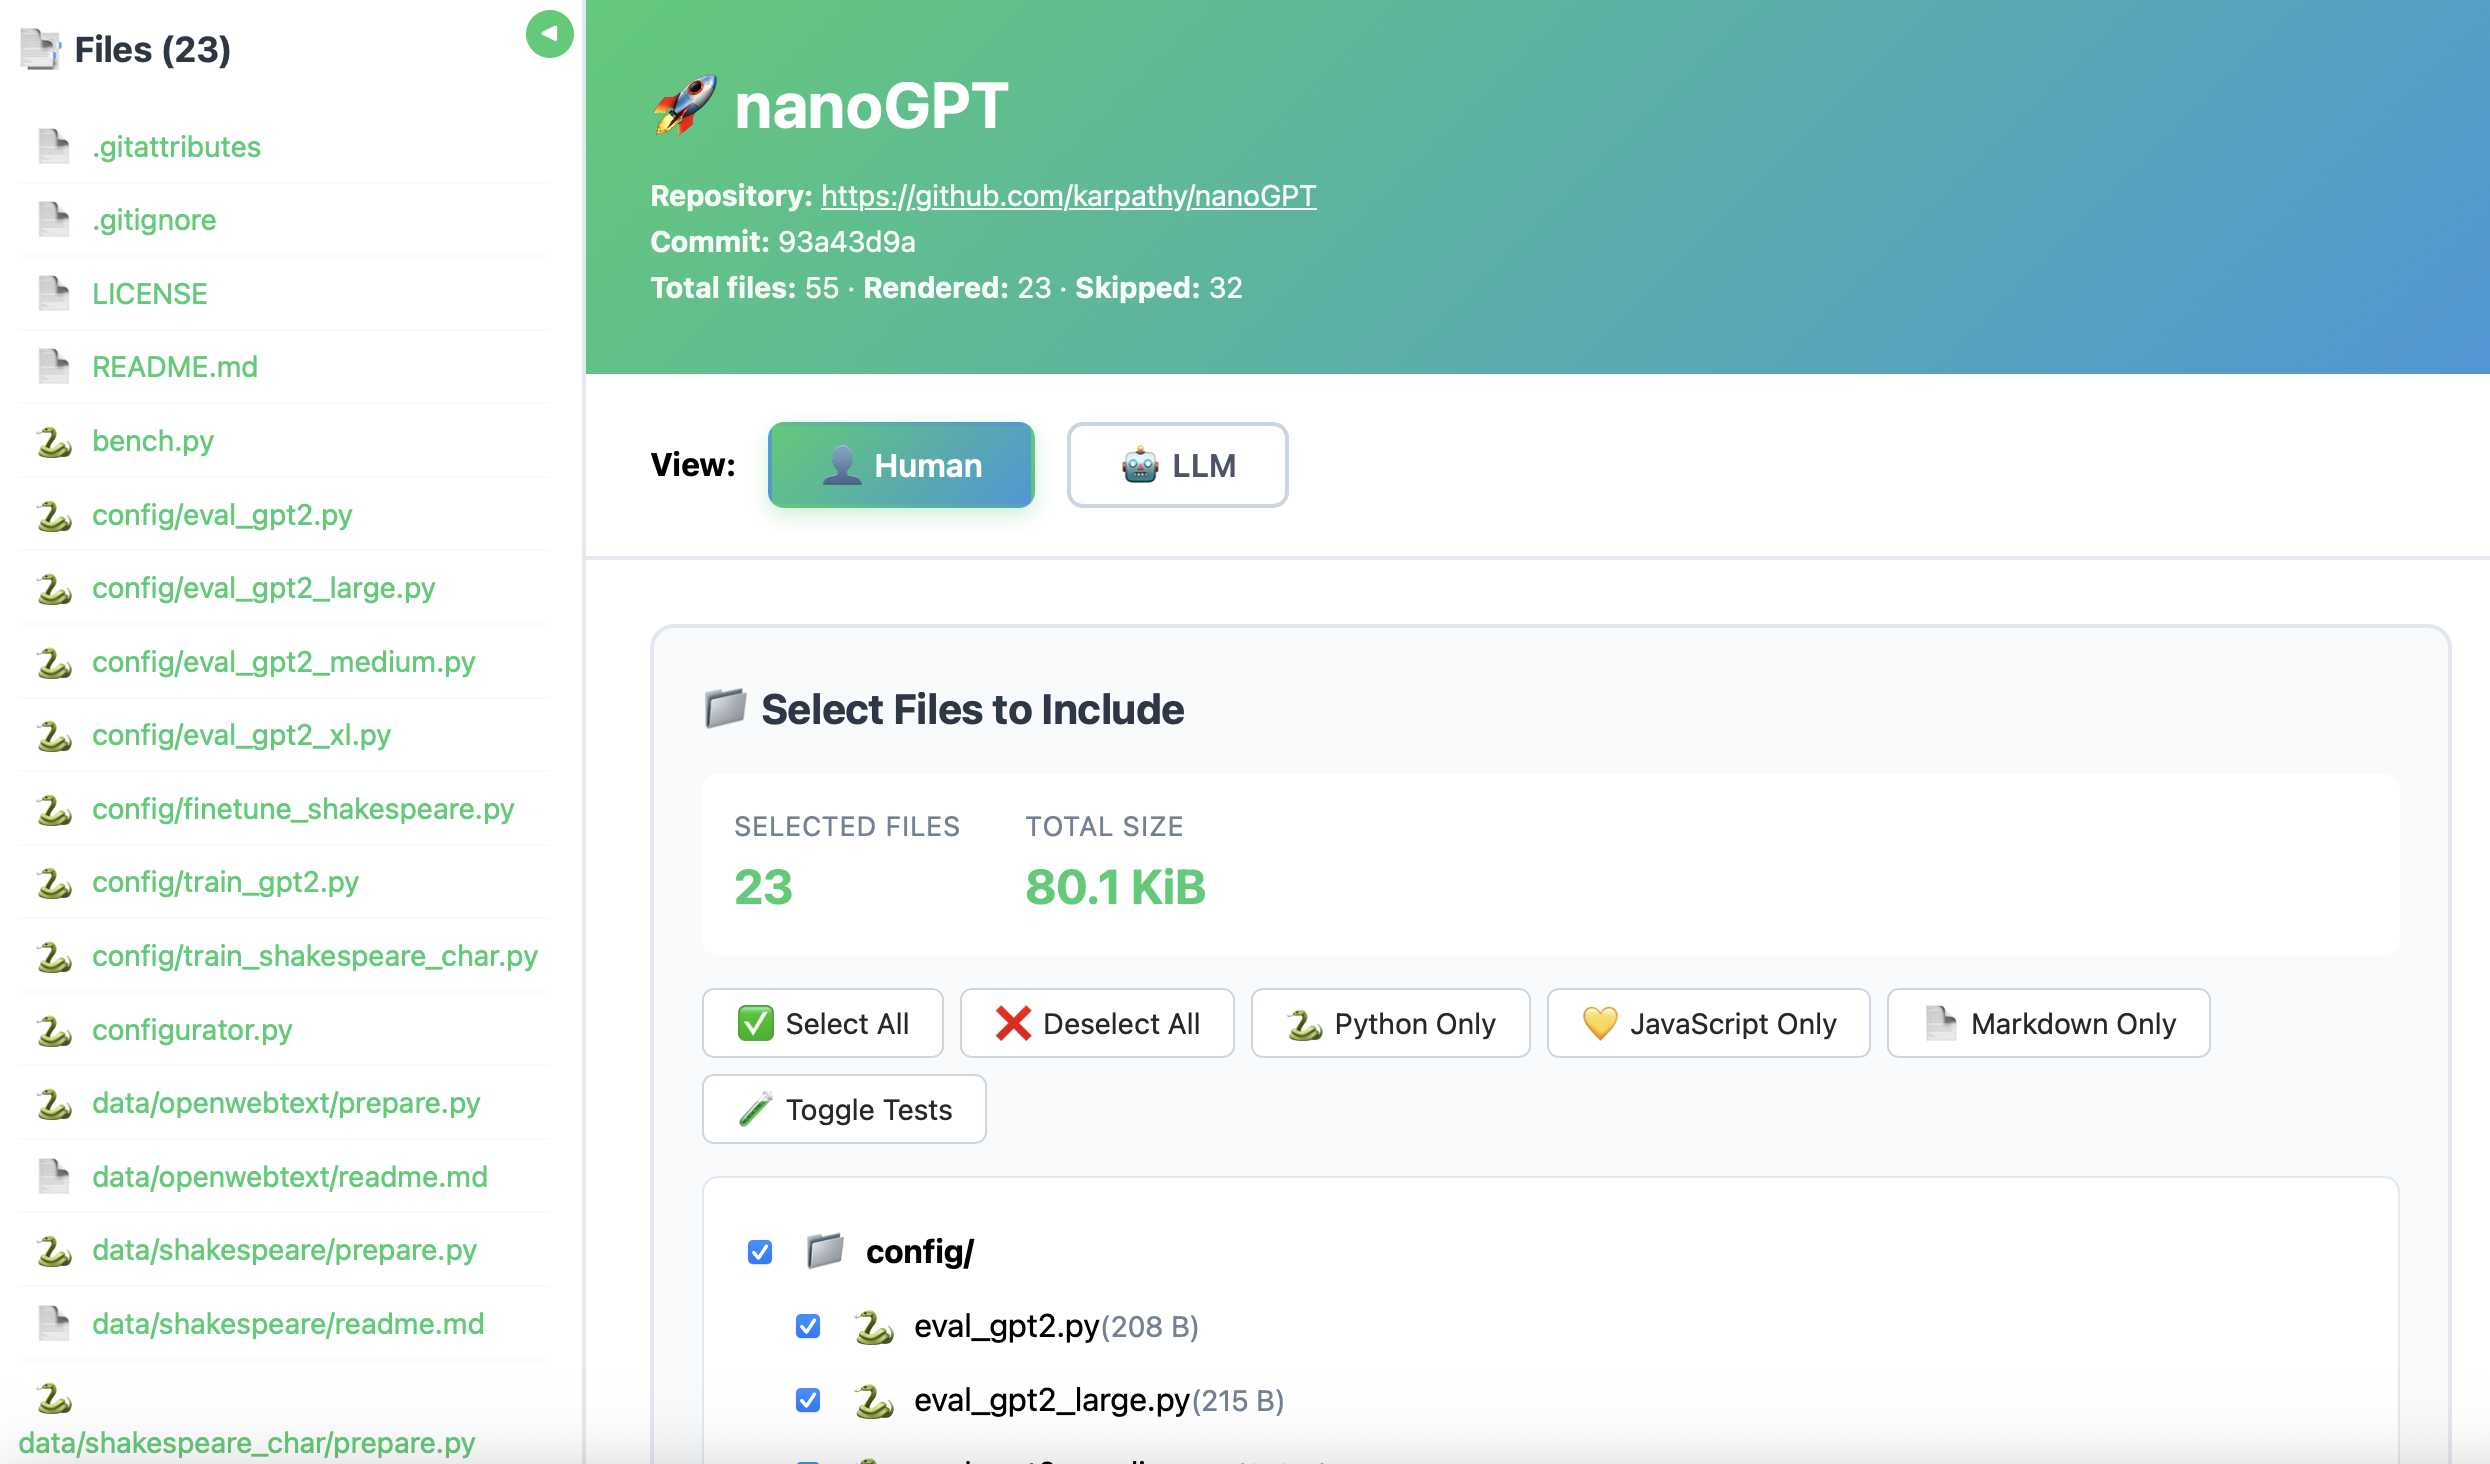 Files (23)
.gitattributes
.gitignore
LICENSE
README.md
bench.py
config/eval_gpt2.py
config/eval_gpt2_large.py
config/eval_gpt2_medium.py
config/eval_gpt2_xl.py
config/finetune_shakespeare.py
config/train_gpt2.py
config/train_shakespeare_char.py
configurator.py
data/openwebtext/prepare.py
data/openwebtext/readme.md
data/shakespeare/prepare.py
data/shakespeare/readme.md
data/shakespeare_char/prepare.py
nanoGPT
Repository: https://github.com/karpathy/nanoGPT
Commit: 93a43d9a
Total files: 55 · Rendered: 23 · Skipped: 32
View: Human LLM
Select Files to Include
SELECTED FILES TOTAL SIZE
23 80.1 KiB
Select All Deselect All Python Only JavaScript Only Markdown Only
Toggle Tests
config/
eval_gpt2.py(208 B)
eval_gpt2_large.py(215 B)